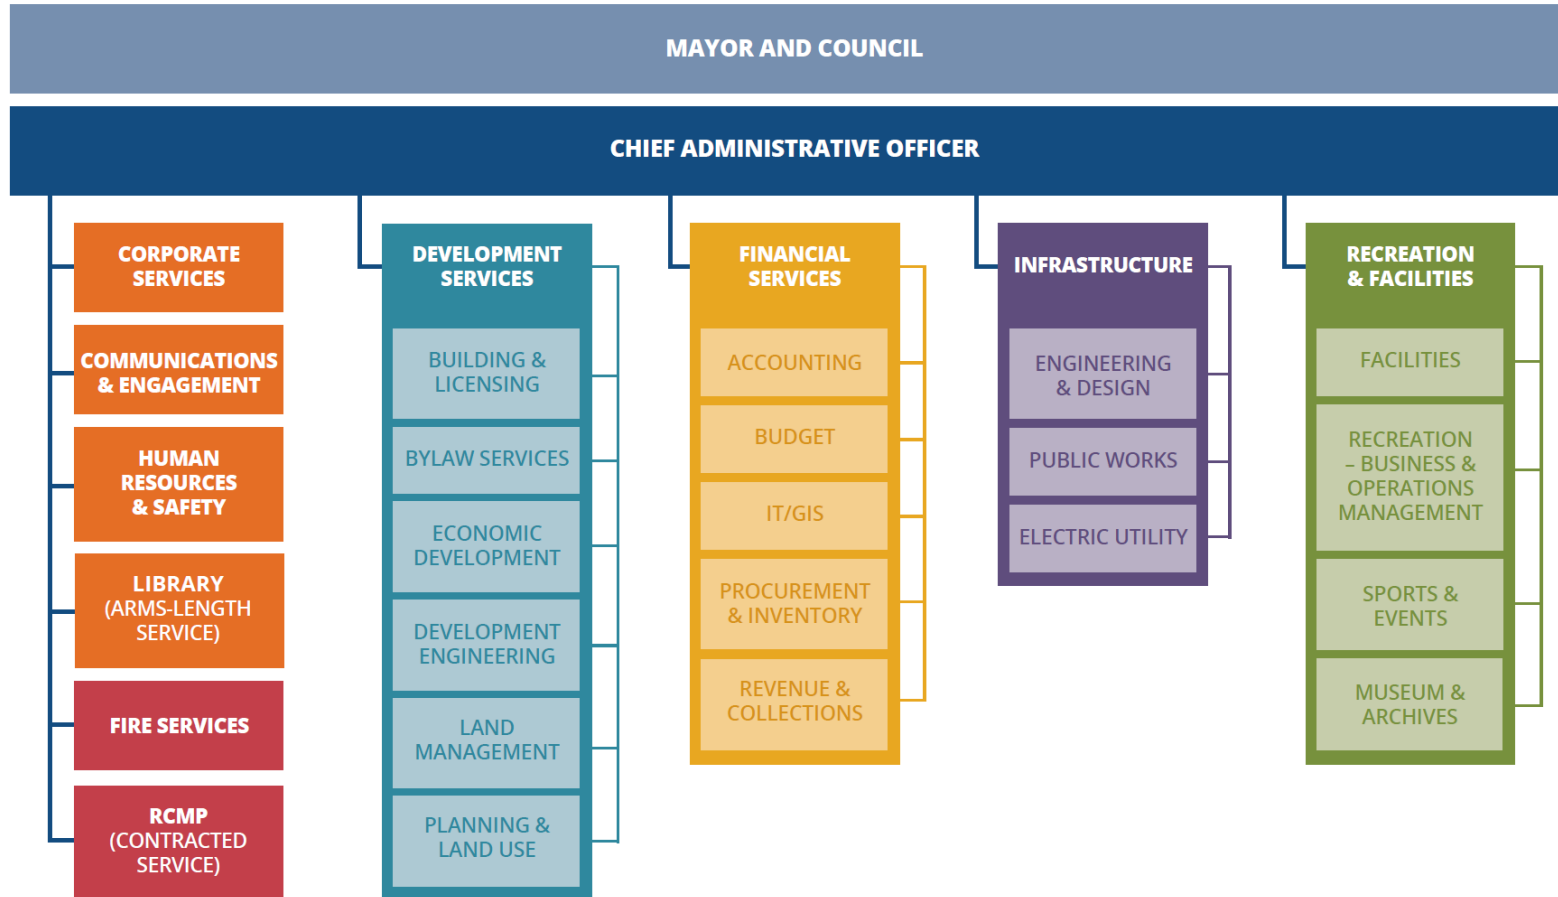 MAYOR AND COUNCIL
CHIEF ADMINISTRATIVE OFFICER
CORPORATE
SERVICES
COMMUNICATIONS
& ENGAGEMENT
HUMAN
RESOURCES
& SAFETY
LIBRARY
(ARMS-LENGTH
SERVICE)
FIRE SERVICES
RCMP
(CONTRACTED
SERVICE)
DEVELOPMENT
SERVICES
BUILDING &
LICENSING
BYLAW SERVICES
ECONOMIC
DEVELOPMENT
DEVELOPMENT
ENGINEERING
LAND
MANAGEMENT
PLANNING &
LAND USE
FINANCIAL
SERVICES
ACCOUNTING
BUDGET
IT/GIS
PROCUREMENT
& INVENTORY
REVENUE &
COLLECTIONS
INFRASTRUCTURE
ENGINEERING
& DESIGN
PUBLIC WORKS
ELECTRIC UTILITY
RECREATION
& FACILITIES
FACILITIES
RECREATION
– BUSINESS &
OPERATIONS
MANAGEMENT
SPORTS &
EVENTS
MUSEUM &
ARCHIVES